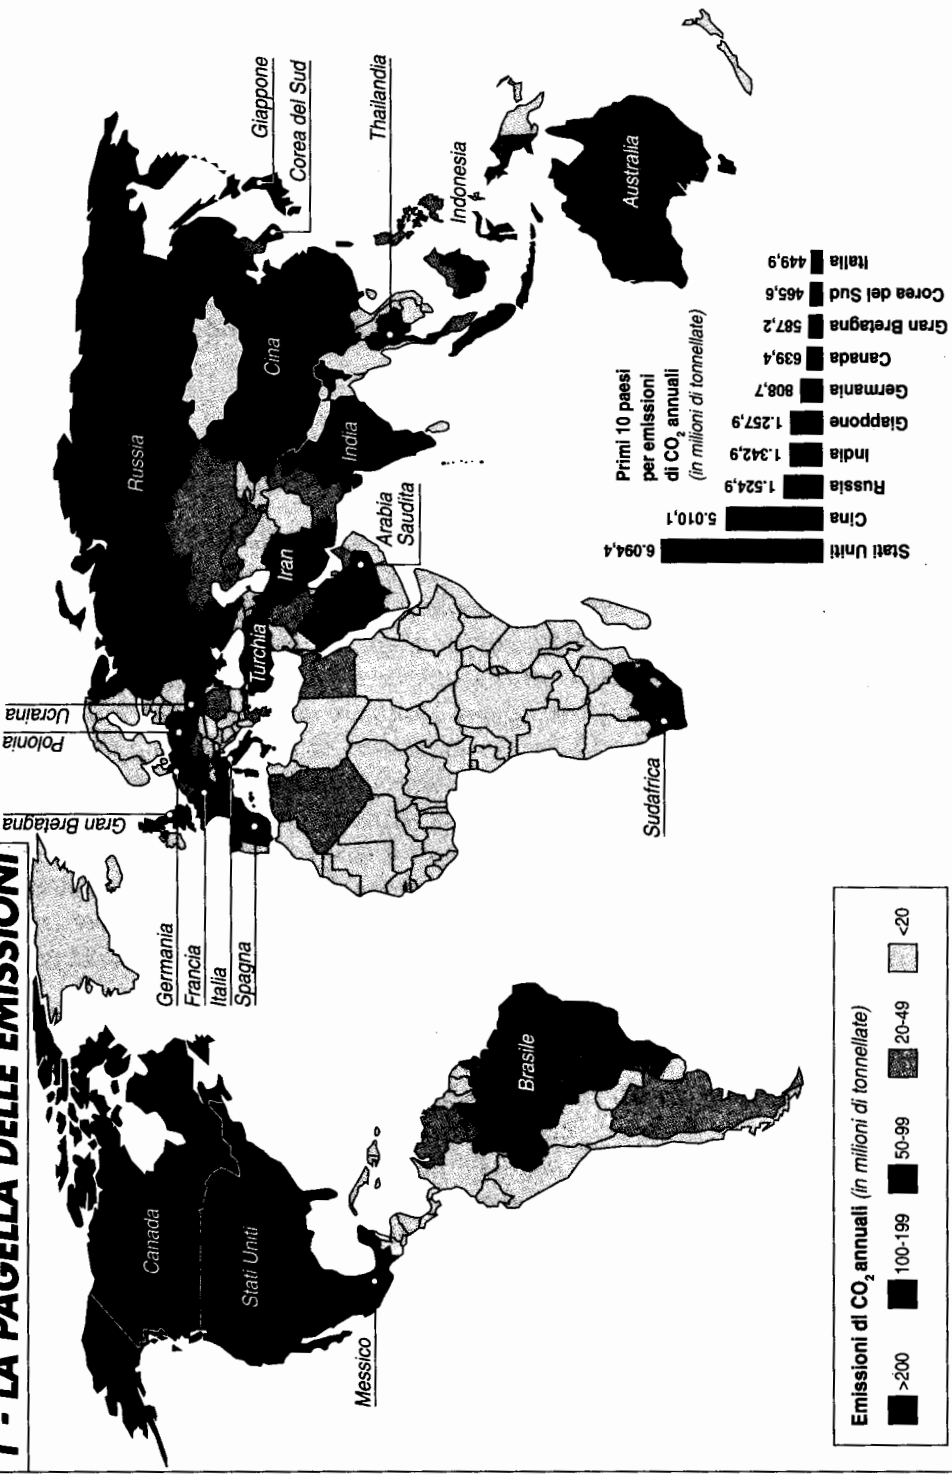 1 - LA PAGELLA DELLE EMISSIONI
Canada
Stati Uniti
Messico
Brasile
Germania
Francia
Italia
Spagna
Gran Bretagna
Polonia
Ucraina
Russia
Turchia
Iran
Arabia
Saudita
India
Cina
Giappone
Corea del Sud
Thailandia
Indonesia
Australia
Sudafrica
Primi 10 paesi
per emissioni
di CO₂ annuali
(in milioni di tonnellate)
Stati Uniti 6.094,4
Cina 5.010,1
Russia 1.524,9
India 1.342,9
Giappone 1.257,9
Germania 808,7
Canada 639,4
Gran Bretagna 587,2
Corea del Sud 465,6
Italia 449,9
Emissioni di CO₂ annuali (in milioni di tonnellate)
>200 100-199 50-99 20-49 <20